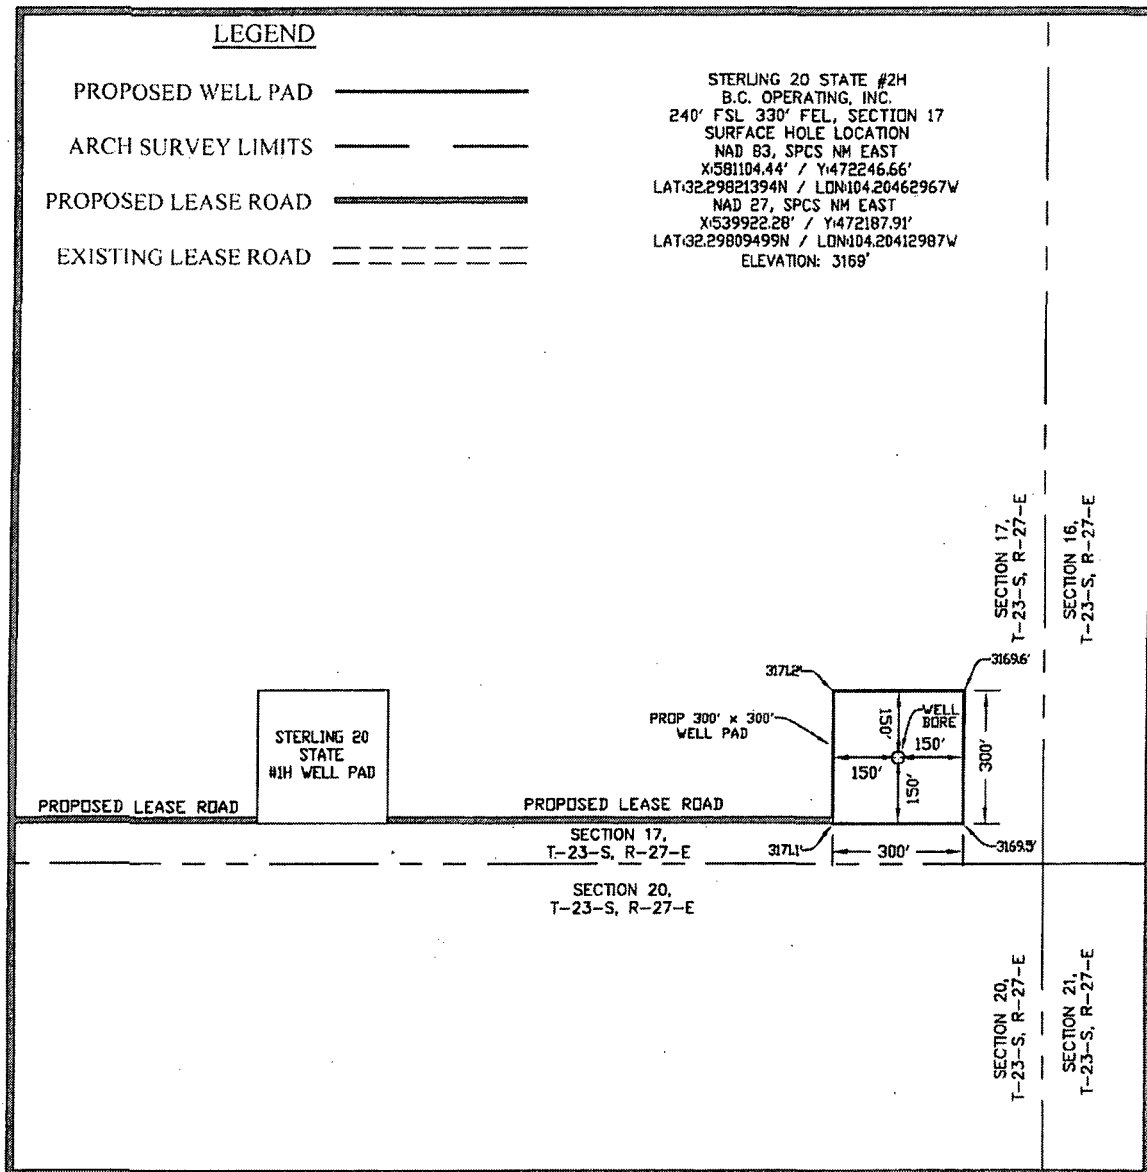 LEGEND
PROPOSED WELL PAD
ARCH SURVEY LIMITS
PROPOSED LEASE ROAD
EXISTING LEASE ROAD
STERLING 20 STATE #2H
B.C. OPERATING, INC.
240' FSL 330' FEL, SECTION 17
SURFACE HOLE LOCATION
NAD 83, SPCS NM EAST
X:581104.44' / Y:472246.66'
LAT:32.29821394N / LON:104.20462967W
NAD 27, SPCS NM EAST
X:539922.28' / Y:472187.91'
LAT:32.29809499N / LON:104.20412987W
ELEVATION: 3169'
SECTION 17,
T-23-S, R-27-E
SECTION 16,
T-23-S, R-27-E
3171.2'
3169.6'
PROP 300' x 300'
WELL PAD
WELL
BORE
150'
150'
150'
150'
300'
STERLING 20
STATE
#1H WELL PAD
PROPOSED LEASE ROAD
PROPOSED LEASE ROAD
SECTION 17,
T-23-S, R-27-E
3171.1'
300'
3169.5'
SECTION 20,
T-23-S, R-27-E
SECTION 20,
T-23-S, R-27-E
SECTION 21,
T-23-S, R-27-E